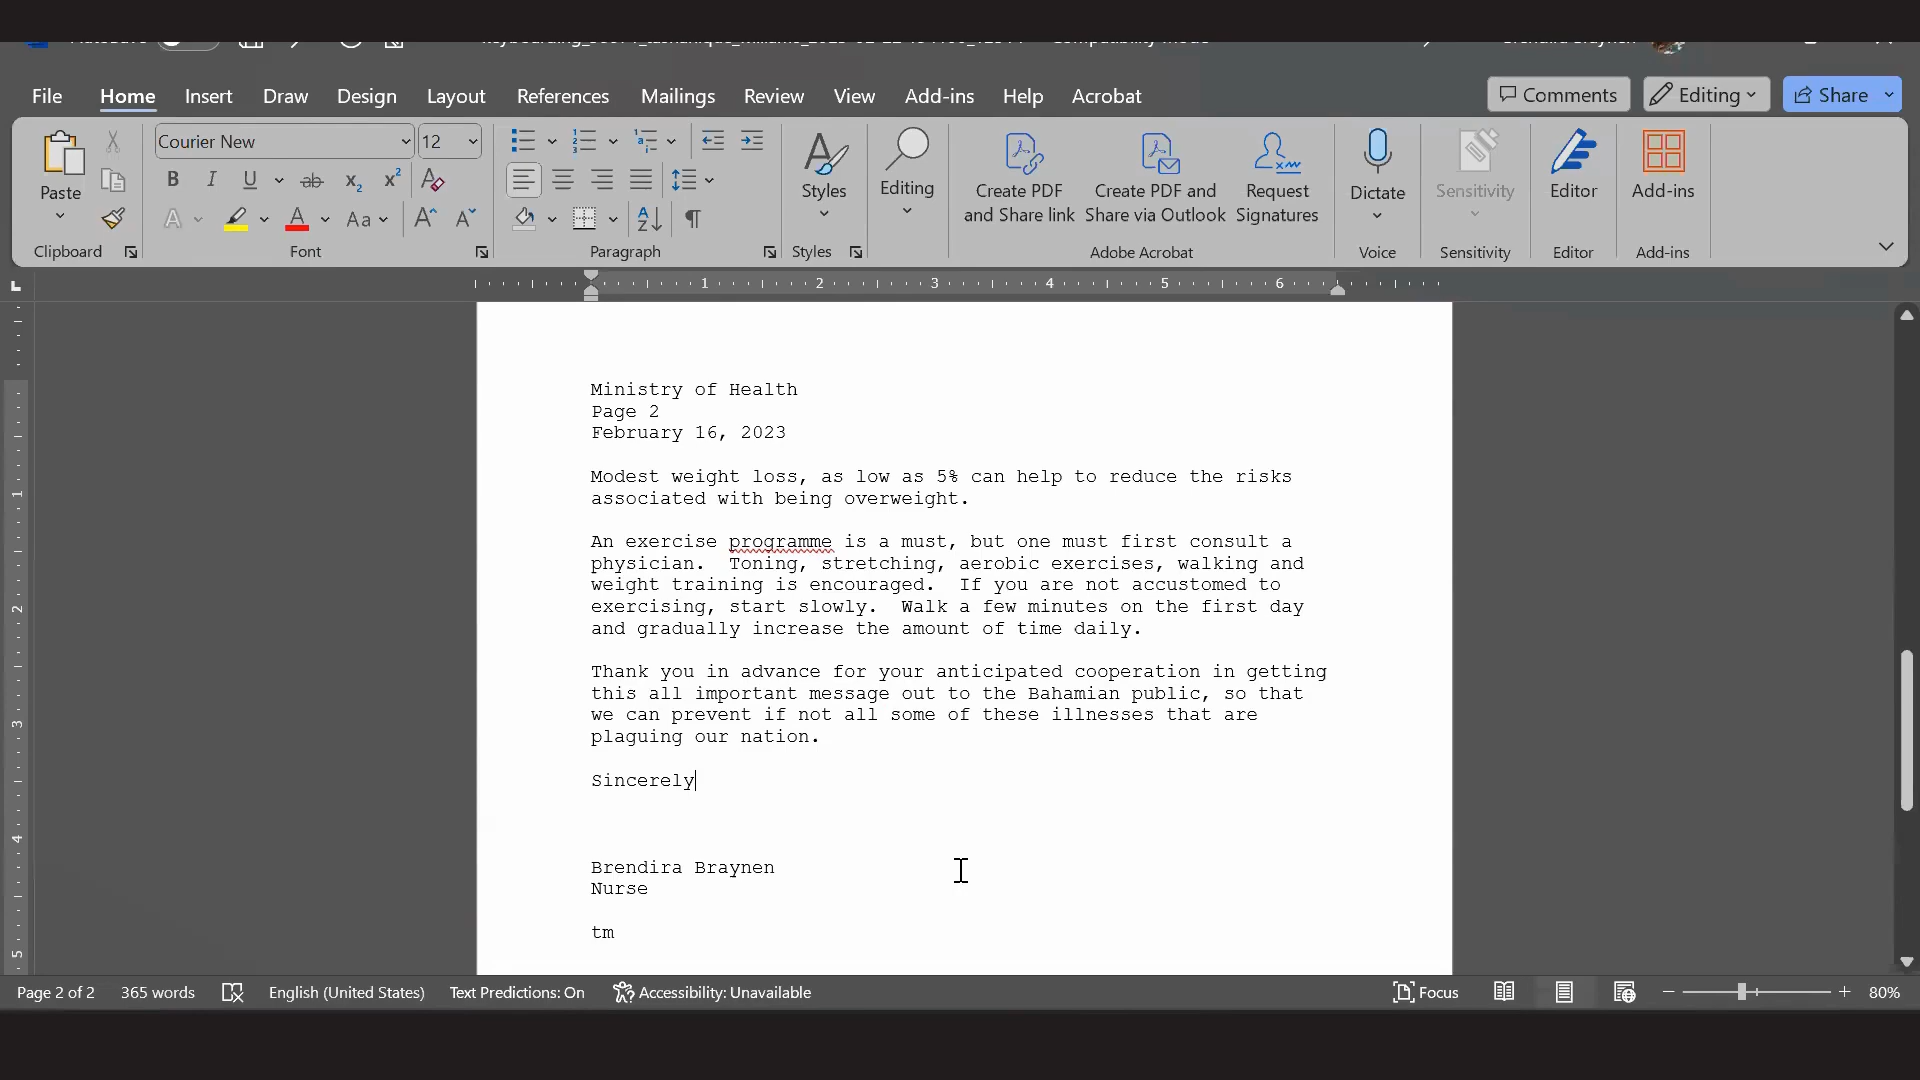 File Home Insert Draw Design Layout References Mailings Review View Add-ins Help Acrobat Comments Editing Share
Courier New 12
Paste Styles Editing Create PDF and Share link Create PDF and Share via Outlook Request Signatures Dictate Sensitivity Editor Add-ins
Clipboard Font Paragraph Styles Adobe Acrobat Voice Sensitivity Editor Add-ins
1 2 3 4 5 6
Ministry of Health
Page 2
February 16, 2023
Modest weight loss, as low as 5% can help to reduce the risks
associated with being overweight.
An exercise programme is a must, but one must first consult a
physician. Toning, stretching, aerobic exercises, walking and
weight training is encouraged. If you are not accustomed to
exercising, start slowly. Walk a few minutes on the first day
and gradually increase the amount of time daily.
Thank you in advance for your anticipated cooperation in getting
this all important message out to the Bahamian public, so that
we can prevent if not all some of these illnesses that are
plaguing our nation.
Sincerely
Brendira Braynen
Nurse
tm
Page 2 of 2 365 words English (United States) Text Predictions: On Accessibility: Unavailable Focus 80%